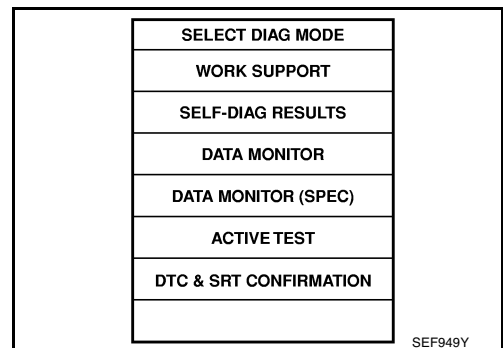 SELECT DIAG MODE
WORK SUPPORT
SELF-DIAG RESULTS
DATA MONITOR
DATA MONITOR (SPEC)
ACTIVE TEST
DTC & SRT CONFIRMATION
SEF949Y